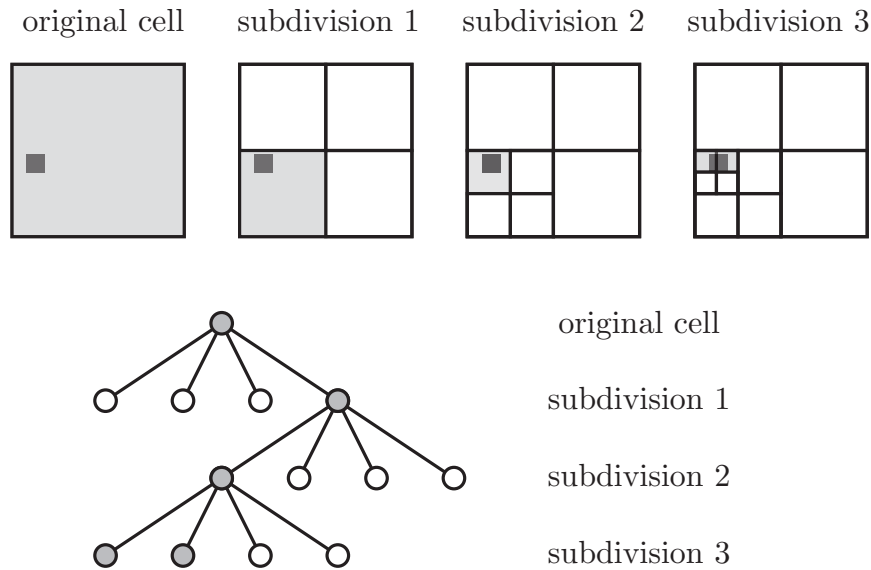 original cell subdivision 1 subdivision 2 subdivision 3
original cell
subdivision 1
subdivision 2
subdivision 3